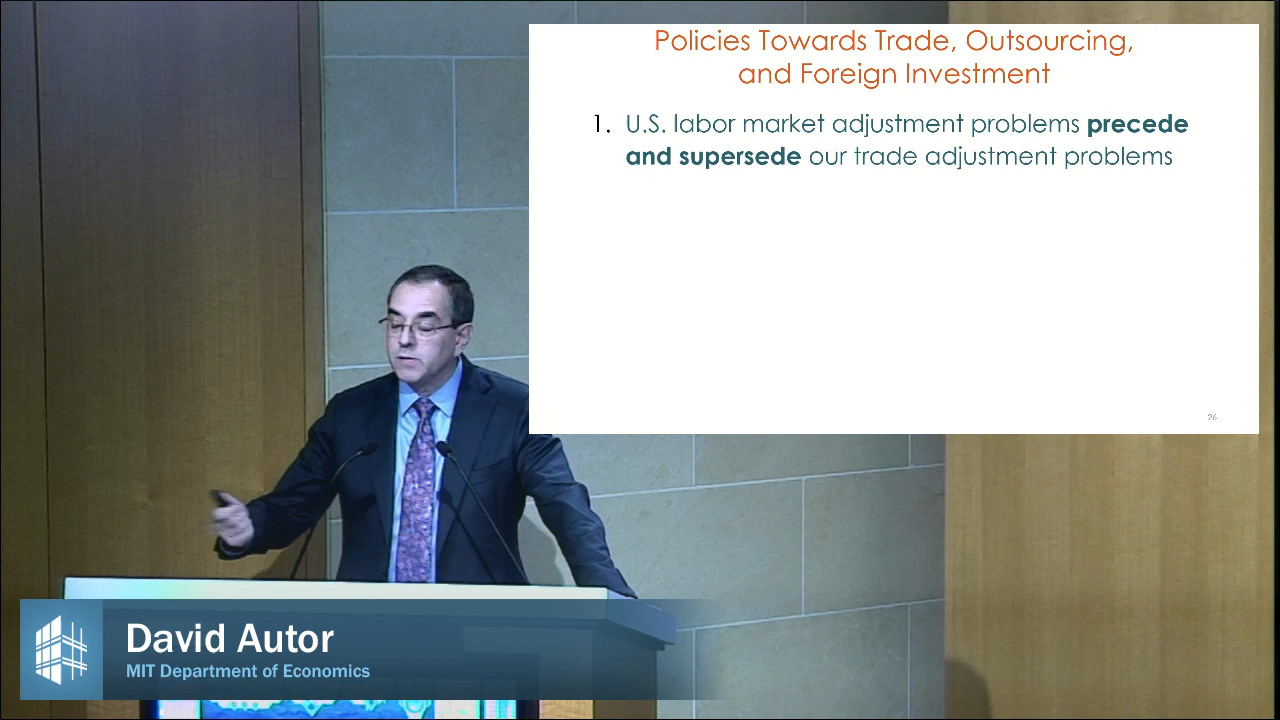 Policies Towards Trade, Outsourcing,
and Foreign Investment
1. U.S. labor market adjustment problems precede
and supersede our trade adjustment problems
26
David Autor
MIT Department of Economics